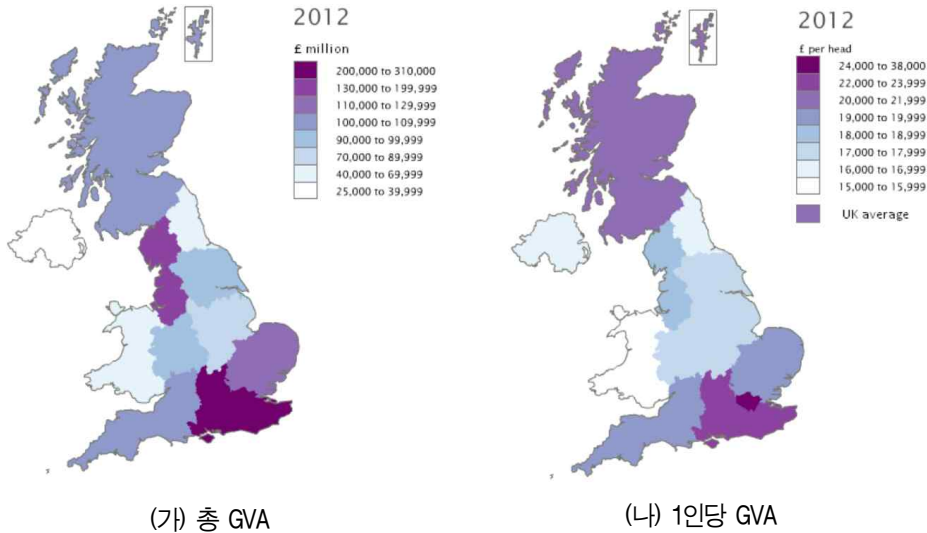 2012
£ million
200,000 to 310,000
130,000 to 199,999
110,000 to 129,999
100,000 to 109,999
90,000 to 99,999
70,000 to 89,999
40,000 to 69,999
25,000 to 39,999
(가) 총 GVA
2012
£ per head
24,000 to 38,000
22,000 to 23,999
20,000 to 21,999
19,000 to 19,999
18,000 to 18,999
17,000 to 17,999
16,000 to 16,999
15,000 to 15,999
UK average
(나) 1인당 GVA